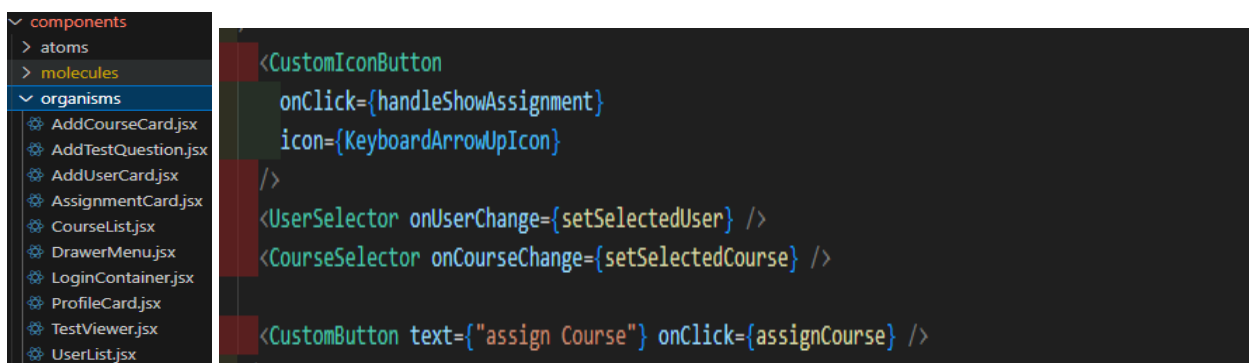 components
atoms
molecules
organisms
AddCourseCard.jsx
AddTestQuestion.jsx
AddUserCard.jsx
AssignmentCard.jsx
CourseList.jsx
DrawerMenu.jsx
LoginContainer.jsx
ProfileCard.jsx
TestViewer.jsx
UserList.jsx
<CustomIconButton
onClick={handleShowAssignment}
icon={KeyboardArrowUpIcon}
/>
<UserSelector onUserChange={setSelectedUser} />
<CourseSelector onCourseChange={setSelectedCourse} />
<CustomButton text={"assign Course"} onClick={assignCourse} />